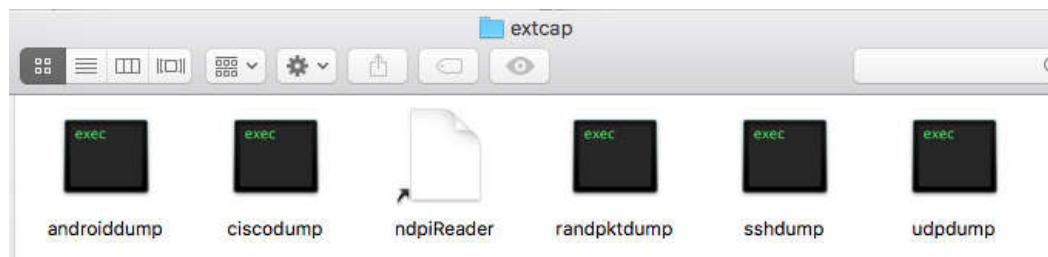 extcap
exec
exec
exec
exec
exec
androiddump
ciscodump
ndpiReader
randpktdump
sshdump
udpdump